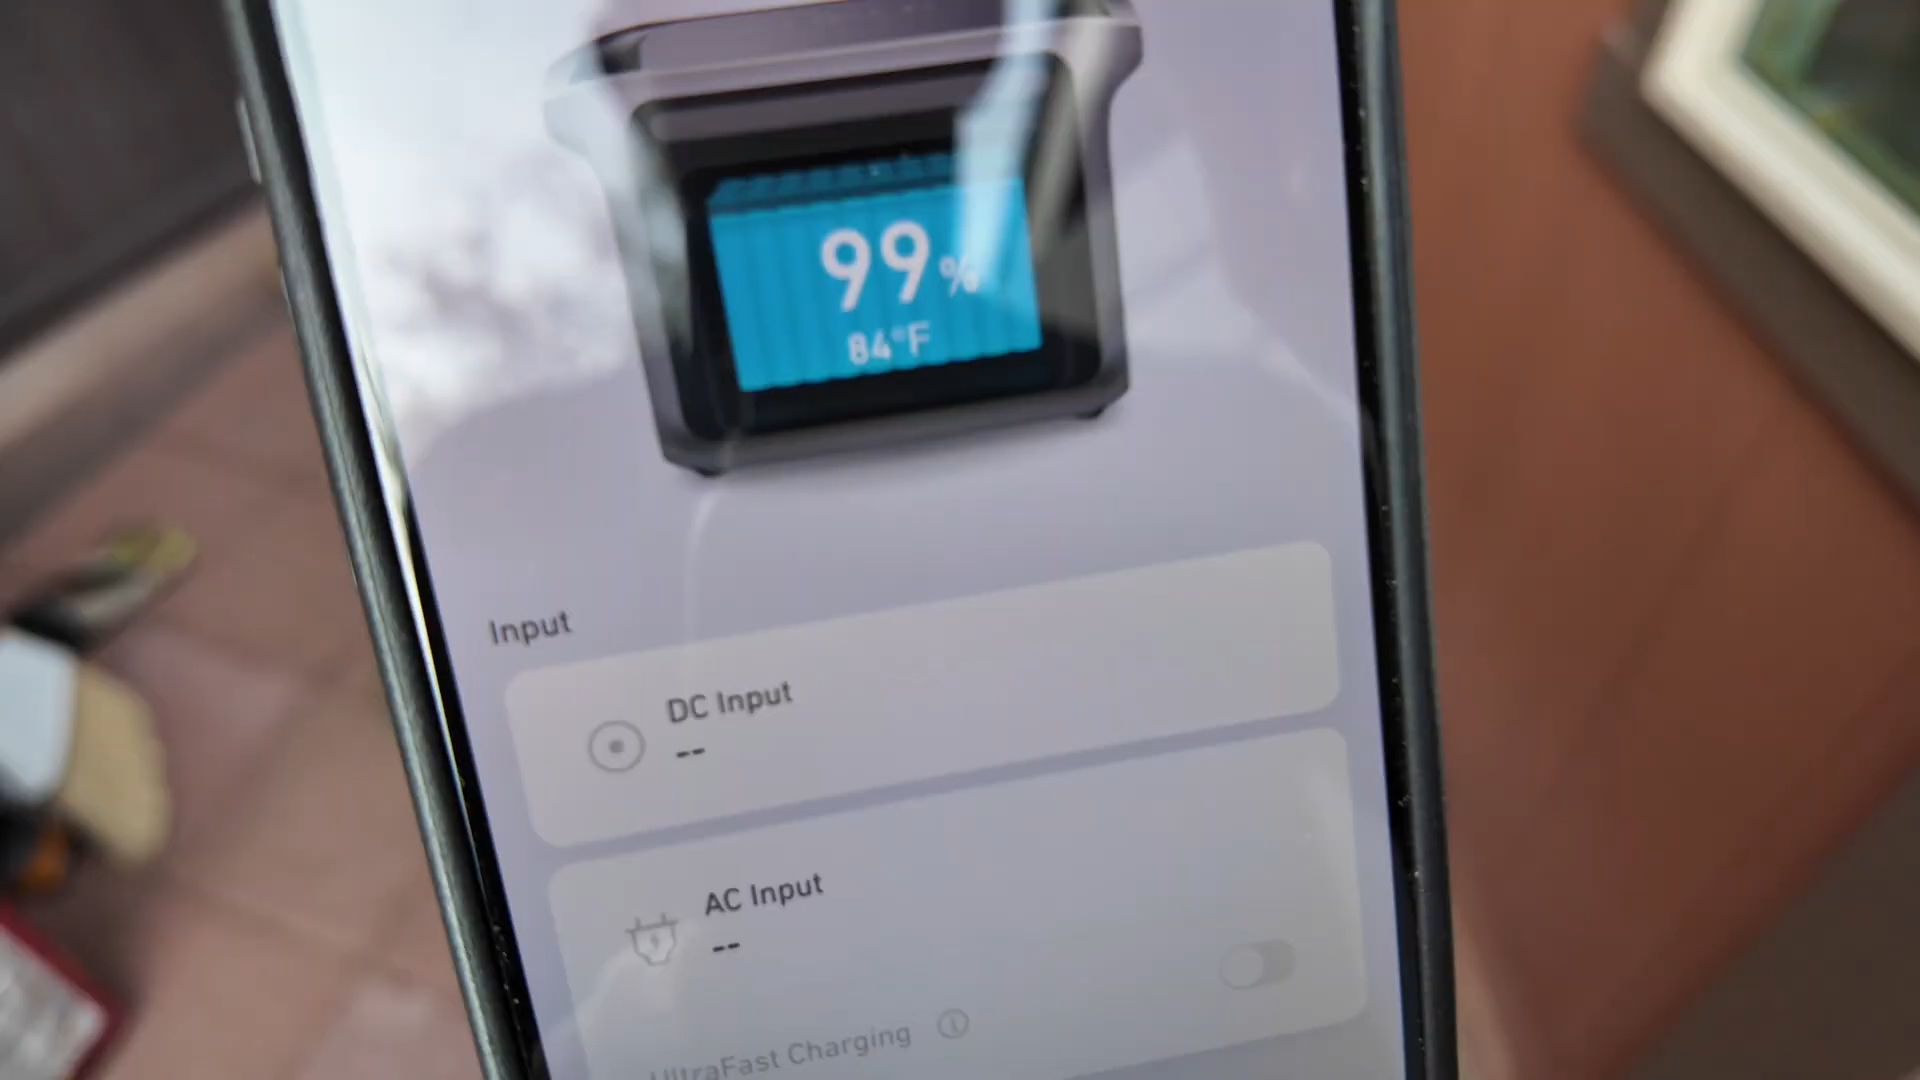 99%
84°F
Input
DC Input
--
AC Input
--
UltraFast Charging